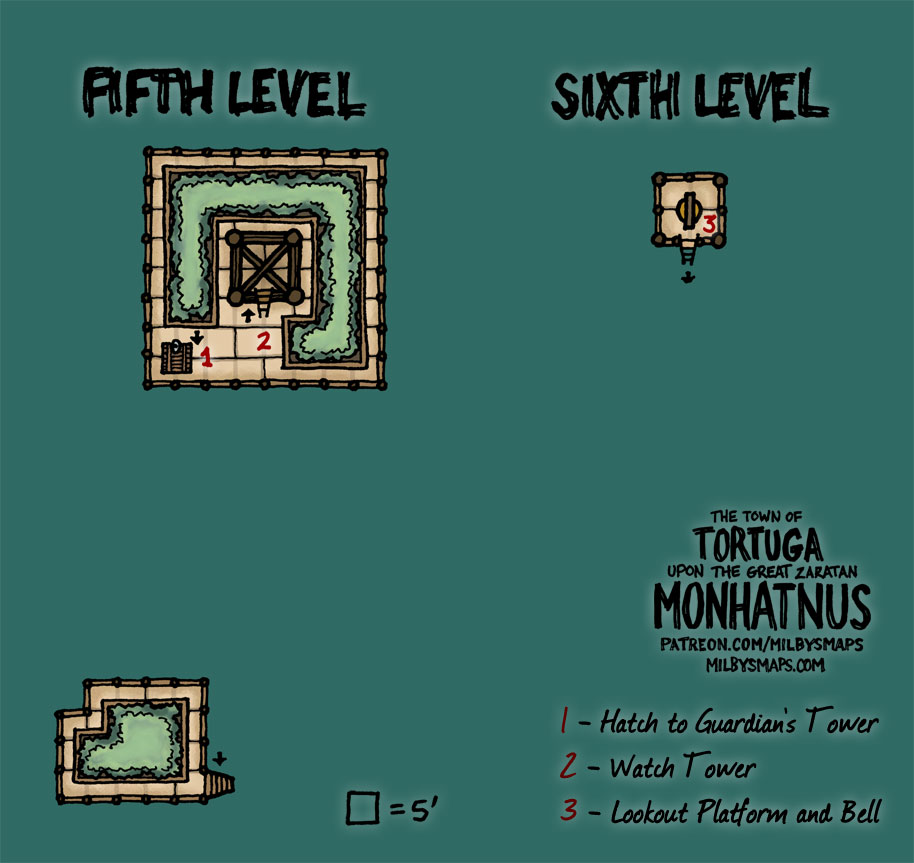 FIFTH LEVEL
SIXTH LEVEL
3
1
2
THE TOWN OF
TORTUGA
UPON THE GREAT ZARATAN
MONHATNUS
PATREON.COM/MILBYSMAPS
MILBYSMAPS.COM
1 - Hatch to Guardian's Tower
2 - Watch Tower
3 - Lookout Platform and Bell
= 5'